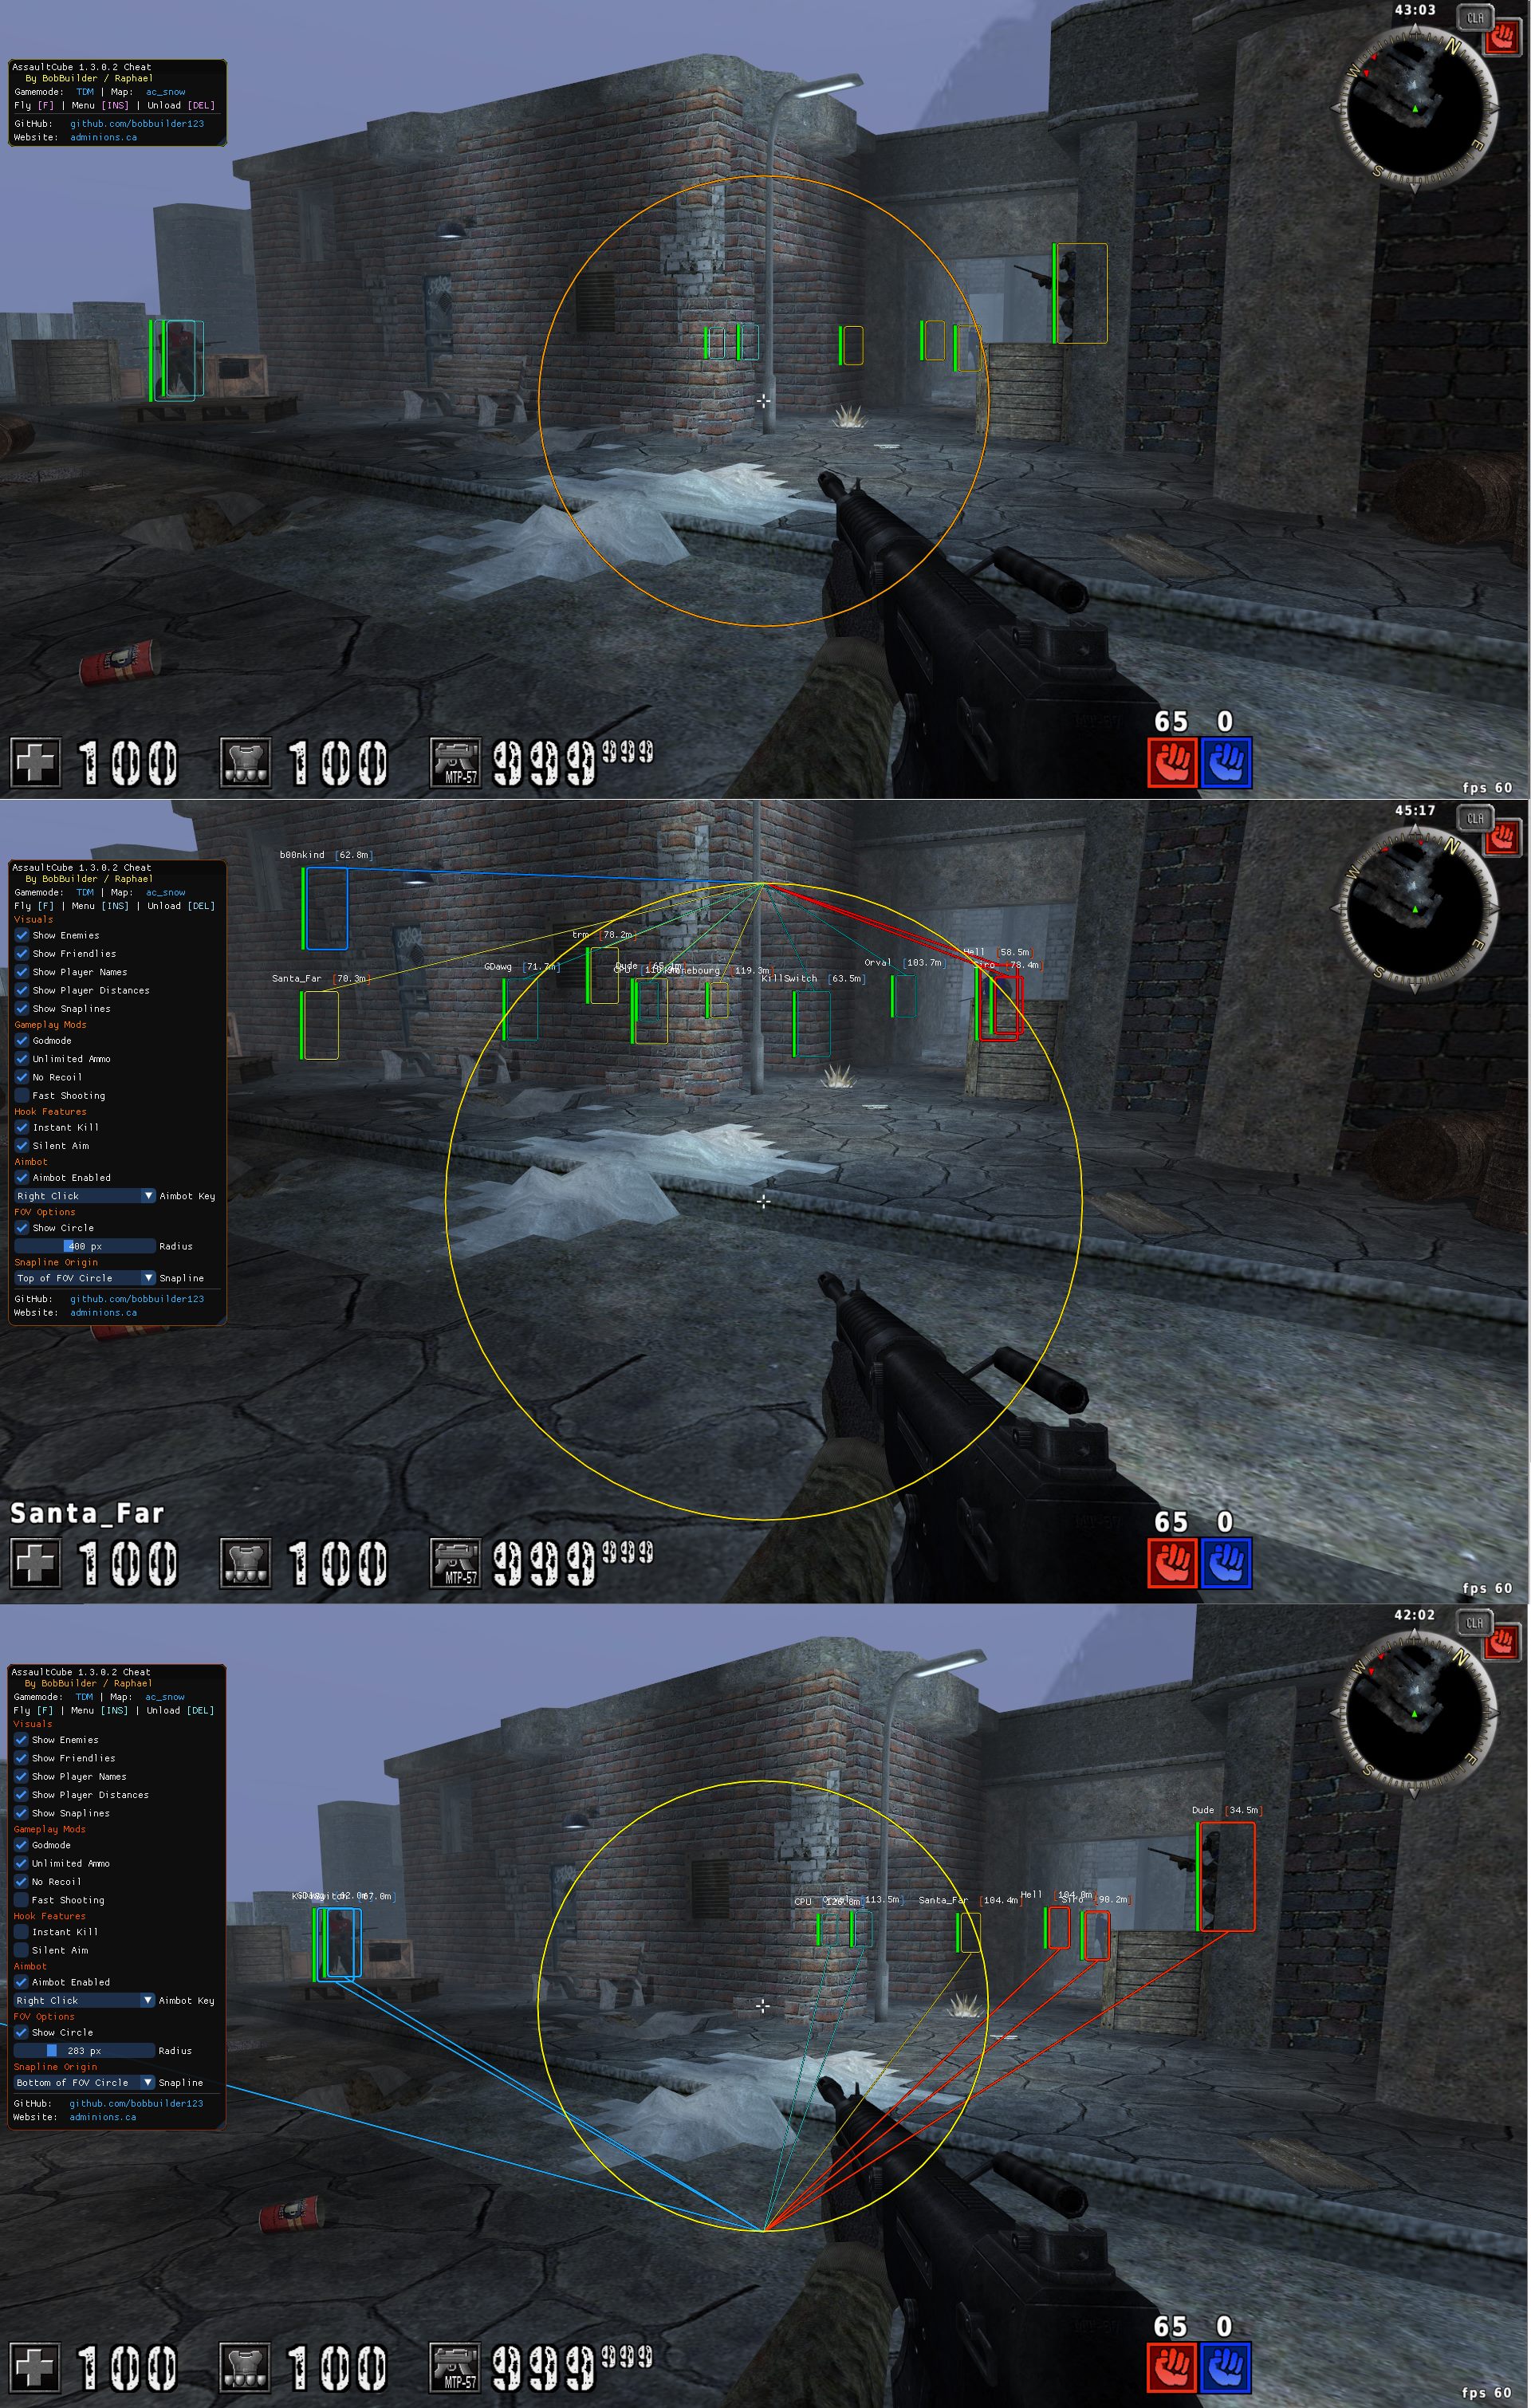 43:03
CLA
N
W
E
S
AssaultCube 1.3.0.2 Cheat
By BobBuilder / Raphael
Gamemode: TDM | Map: ac_snow
Fly [F] | Menu [INS] | Unload [DEL]
GitHub: github.com/bobbuilder123
Website: adminions.ca
65 0
100 100 MTP-57 999 999
fps 60
45:17
CLA
N
W
E
S
b00nkind [62.8m]
AssaultCube 1.3.0.2 Cheat
By BobBuilder / Raphael
Gamemode: TDM | Map: ac_snow
Fly [F] | Menu [INS] | Unload [DEL]
Visuals
Show Enemies
Show Friendlies
Show Player Names
Show Player Distances
Show Snaplines
Gameplay Mods
Godmode
Unlimited Ammo
No Recoil
Fast Shooting
Hook Features
Instant Kill
Silent Aim
Aimbot
Aimbot Enabled
Right Click Aimbot Key
FOV Options
Show Circle
400 px Radius
Snapline Origin
Top of FOV Circle Snapline
GitHub: github.com/bobbuilder123
Website: adminions.ca
trm [78.2m]
Hell [58.5m]
Orval [103.7m]
Siro [78.4m]
GDawg [71.7m]
Dude
[119.3m]
Santa_Far [70.3m]
KillSwitch [63.5m]
Santa_Far
65 0
100 100 MTP-57 999 999
fps 60
42:02
CLA
N
W
E
S
AssaultCube 1.3.0.2 Cheat
By BobBuilder / Raphael
Gamemode: TDM | Map: ac_snow
Fly [F] | Menu [INS] | Unload [DEL]
Visuals
Show Enemies
Show Friendlies
Show Player Names
Show Player Distances
Show Snaplines
Gameplay Mods
Godmode
Unlimited Ammo
No Recoil
Fast Shooting
Hook Features
Instant Kill
Silent Aim
Aimbot
Aimbot Enabled
Right Click Aimbot Key
FOV Options
Show Circle
283 px Radius
Snapline Origin
Bottom of FOV Circle Snapline
GitHub: github.com/bobbuilder123
Website: adminions.ca
Dude [34.5m]
CPU [113.5m]
Santa_Far [104.4m]
Hell
Siro [90.2m]
65 0
100 100 MTP-57 999 999
fps 60